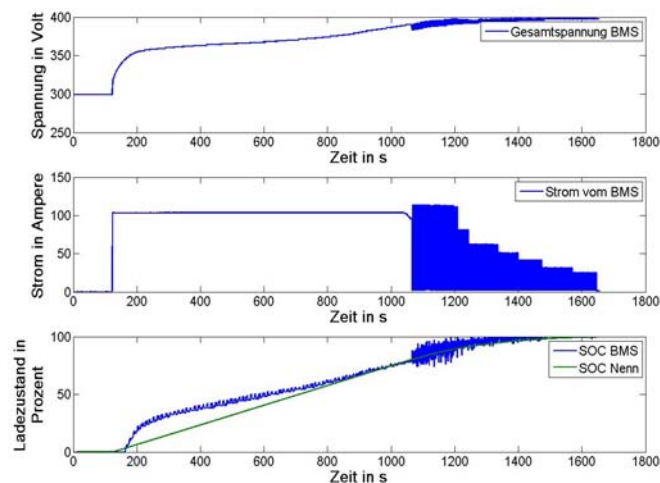 400
350
300
250
Spannung in Volt
Gesamtspannung BMS
0 200 400 600 800 1000 1200 1400 1600 1800
Zeit in s
150
100
50
0
Strom in Ampere
Strom vom BMS
0 200 400 600 800 1000 1200 1400 1600 1800
Zeit in s
100
50
0
Ladezustand in
Prozent
SOC BMS
SOC Nenn
0 200 400 600 800 1000 1200 1400 1600 1800
Zeit in s